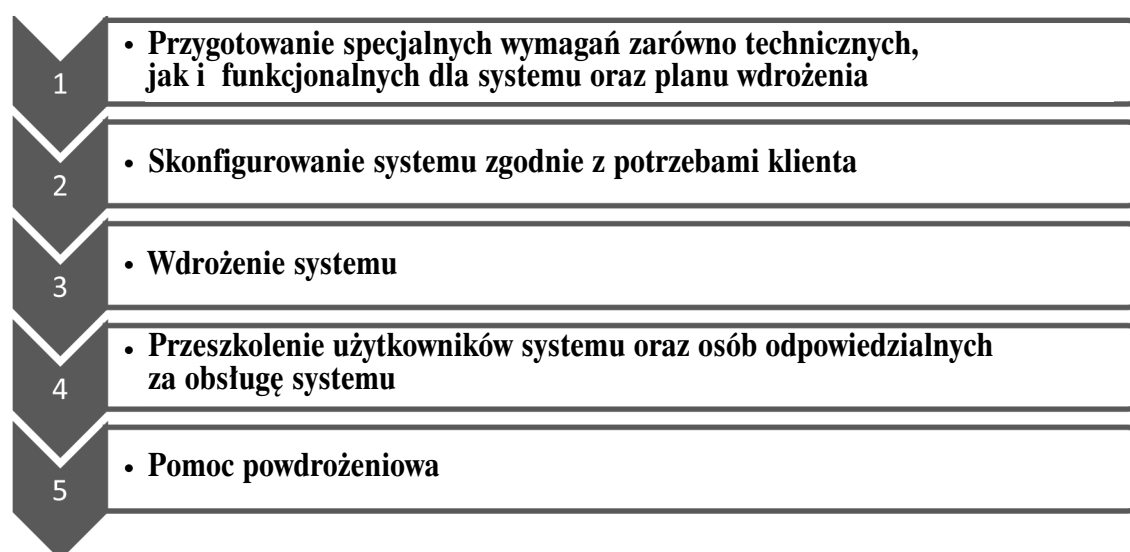 1
• Przygotowanie specjalnych wymagań zarówno technicznych,
jak i funkcjonalnych dla systemu oraz planu wdrożenia
2
• Skonfigurowanie systemu zgodnie z potrzebami klienta
3
• Wdrożenie systemu
4
• Przeszkolenie użytkowników systemu oraz osób odpowiedzialnych
za obsługę systemu
5
• Pomoc powdrożeniowa